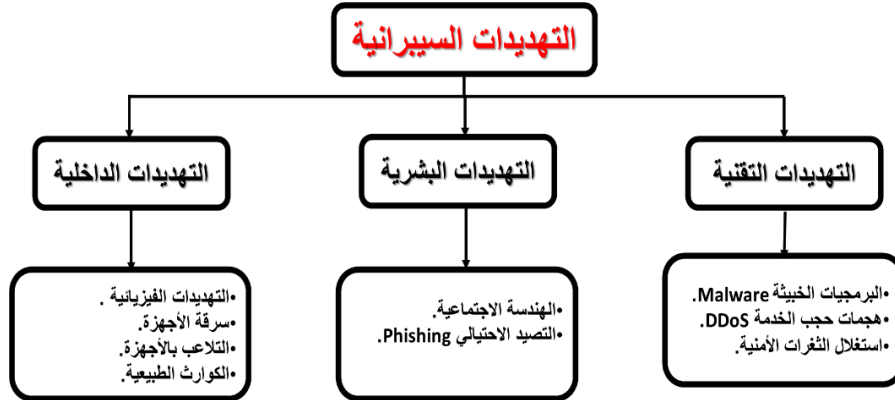 التهديدات السيبرانية
التهديدات التقنية
التهديدات البشرية
التهديدات الداخلية
•البرمجيات الخبيثة Malware.
•هجمات حجب الخدمة DDoS.
•استغلال الثغرات الأمنية.
•الهندسة الاجتماعية.
•التصيد الاحتيالي Phishing.
•التهديدات الفيزيائية .
•سرقة الأجهزة.
•التلاعب بالأجهزة.
•الكوارث الطبيعية.